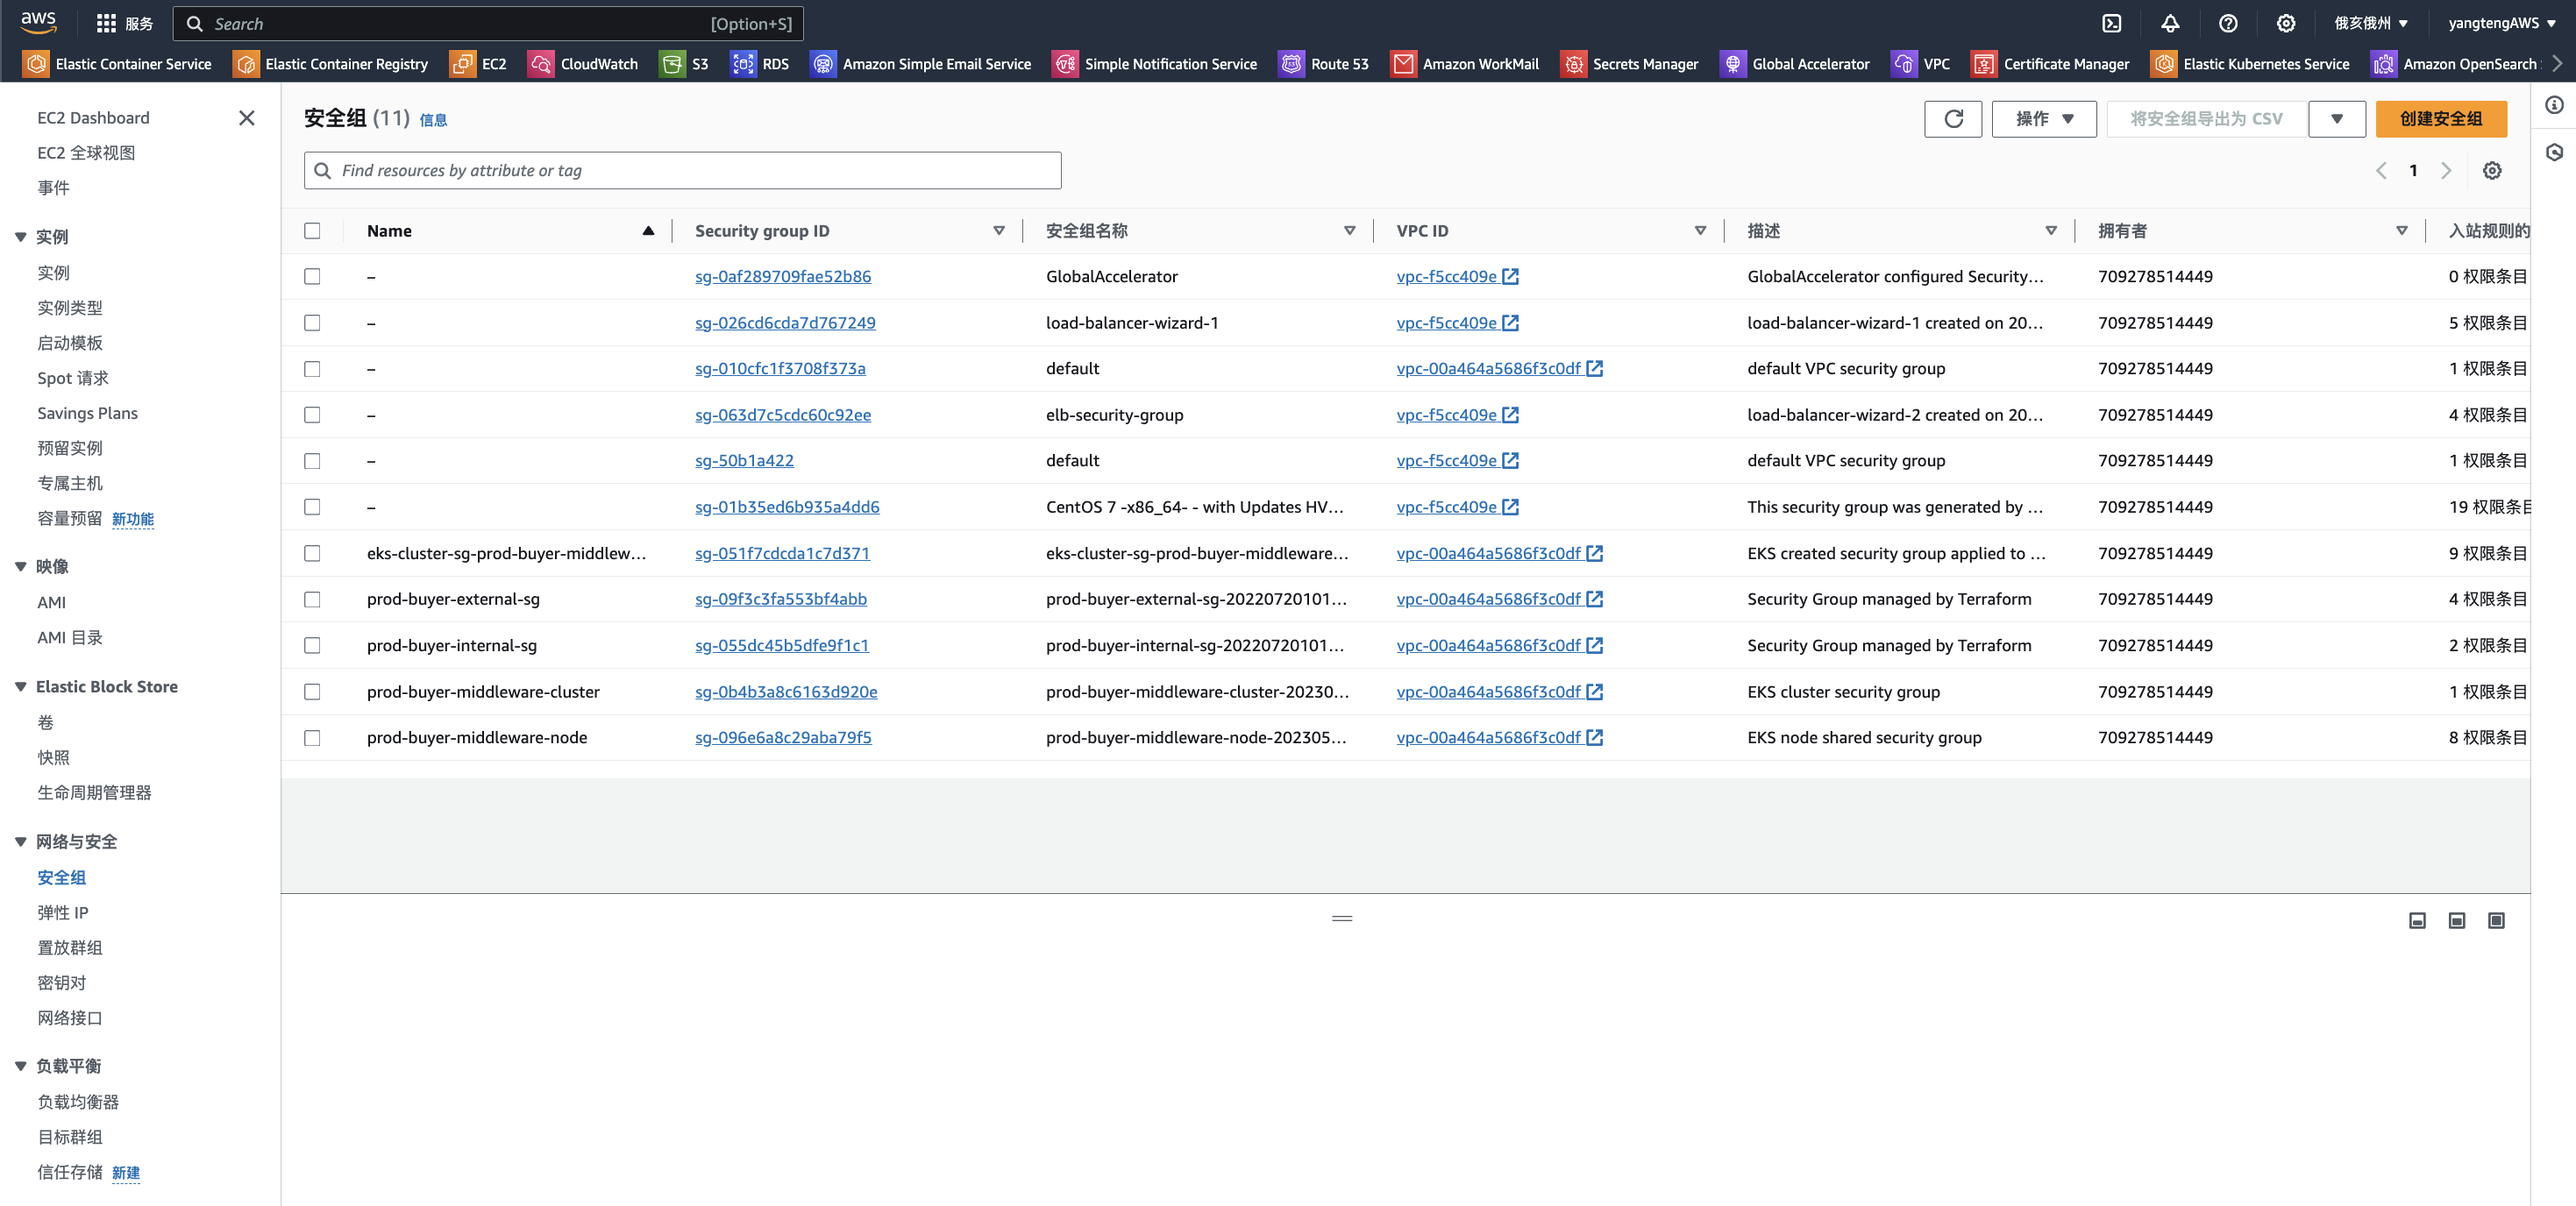 aws 服务 Search [Option+S] 俄亥俄州 yangtengAWS
Elastic Container Service Elastic Container Registry EC2 CloudWatch S3 RDS Amazon Simple Email Service Simple Notification Service Route 53 Amazon WorkMail Secrets Manager Global Accelerator VPC Certificate Manager Elastic Kubernetes Service Amazon OpenSearch
EC2 Dashboard
EC2 全球视图
事件
实例
实例
实例类型
启动模板
Spot 请求
Savings Plans
预留实例
专属主机
容量预留 新功能
映像
AMI
AMI 目录
Elastic Block Store
卷
快照
生命周期管理器
网络与安全
安全组
弹性 IP
置放群组
密钥对
网络接口
负载平衡
负载均衡器
目标群组
信任存储 新建
安全组 (11) 信息
操作 将安全组导出为 CSV 创建安全组
Find resources by attribute or tag
1
Name Security group ID 安全组名称 VPC ID 描述 拥有者 入站规则的
– sg-0af289709fae52b86 GlobalAccelerator vpc-f5cc409e GlobalAccelerator configured Security… 709278514449 0 权限条目
– sg-026cd6cda7d767249 load-balancer-wizard-1 vpc-f5cc409e load-balancer-wizard-1 created on 20… 709278514449 5 权限条目
– sg-010cfc1f3708f373a default vpc-00a464a5686f3c0df default VPC security group 709278514449 1 权限条目
– sg-063d7c5cdc60c92ee elb-security-group vpc-f5cc409e load-balancer-wizard-2 created on 20… 709278514449 4 权限条目
– sg-50b1a422 default vpc-f5cc409e default VPC security group 709278514449 1 权限条目
– sg-01b35ed6b935a4dd6 CentOS 7 -x86_64- - with Updates HV… vpc-f5cc409e This security group was generated by … 709278514449 19 权限条目
eks-cluster-sg-prod-buyer-middlew… sg-051f7cdcda1c7d371 eks-cluster-sg-prod-buyer-middleware… vpc-00a464a5686f3c0df EKS created security group applied to … 709278514449 9 权限条目
prod-buyer-external-sg sg-09f3c3fa553bf4abb prod-buyer-external-sg-20220720101… vpc-00a464a5686f3c0df Security Group managed by Terraform 709278514449 4 权限条目
prod-buyer-internal-sg sg-055dc45b5dfe9f1c1 prod-buyer-internal-sg-20220720101… vpc-00a464a5686f3c0df Security Group managed by Terraform 709278514449 2 权限条目
prod-buyer-middleware-cluster sg-0b4b3a8c6163d920e prod-buyer-middleware-cluster-20230… vpc-00a464a5686f3c0df EKS cluster security group 709278514449 1 权限条目
prod-buyer-middleware-node sg-096e6a8c29aba79f5 prod-buyer-middleware-node-202305… vpc-00a464a5686f3c0df EKS node shared security group 709278514449 8 权限条目